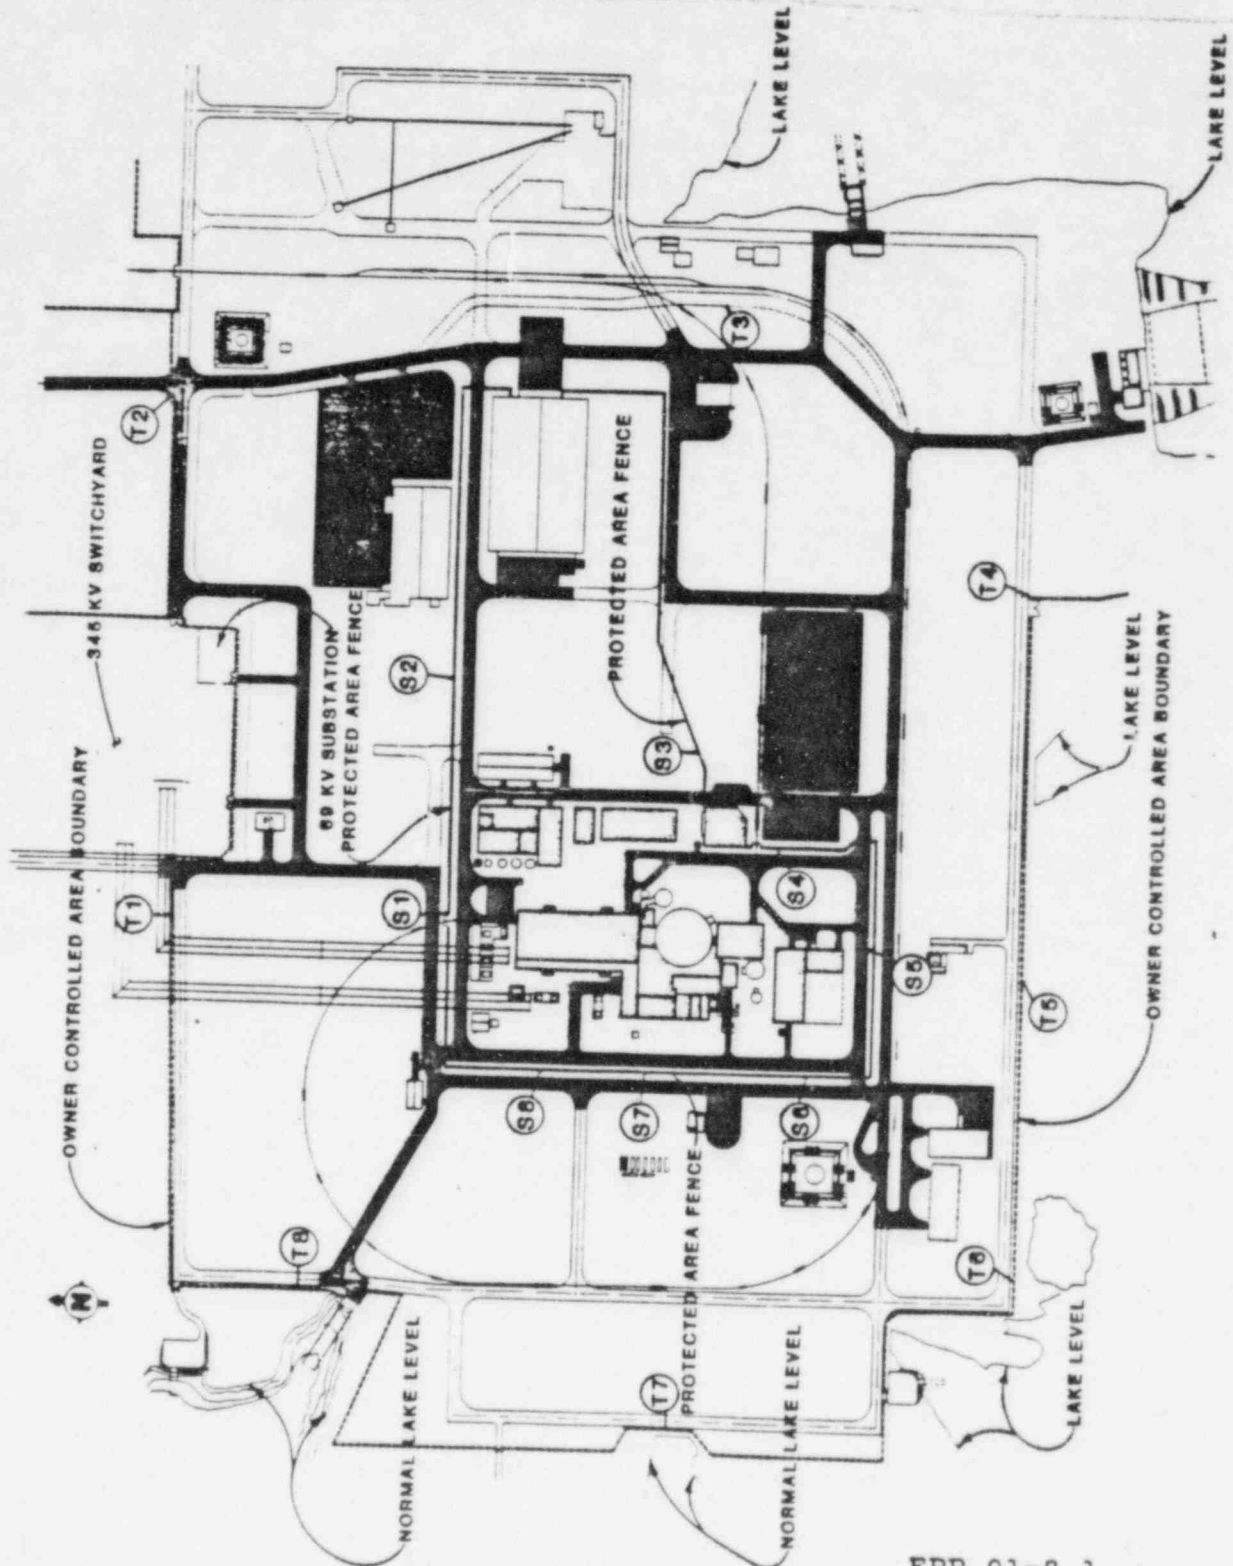 LAKE LEVEL
LAKE LEVEL
T3
T2
345 KV SWITCHYARD
PROTECTED AREA FENCE
T4
69 KV SUBSTATION
PROTECTED AREA FENCE
S2
S3
LAKE LEVEL
OWNER CONTROLLED AREA BOUNDARY
OWNER CONTROLLED AREA BOUNDARY
T1
S1
S4
S5
T5
S8
S7
S6
PROTECTED AREA FENCE
T8
T6
N
T7
NORMAL LAKE LEVEL
NORMAL LAKE LEVEL
LAKE LEVEL